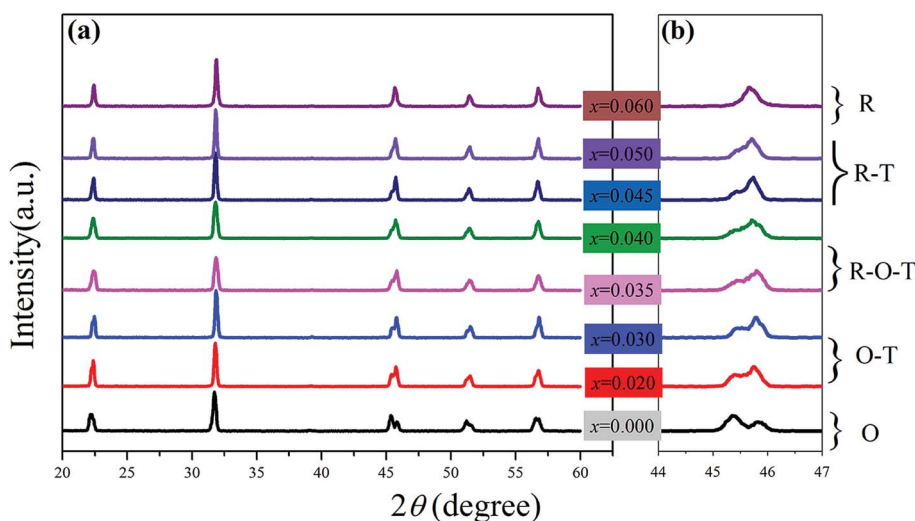 (a)
(b)
Intensity(a.u.)
x=0.060
R
x=0.050
R-T
x=0.045
x=0.040
R-O-T
x=0.035
x=0.030
O-T
x=0.020
x=0.000
O
20 25 30 35 40 45 50 55 60
44 45 46 47
2θ (degree)